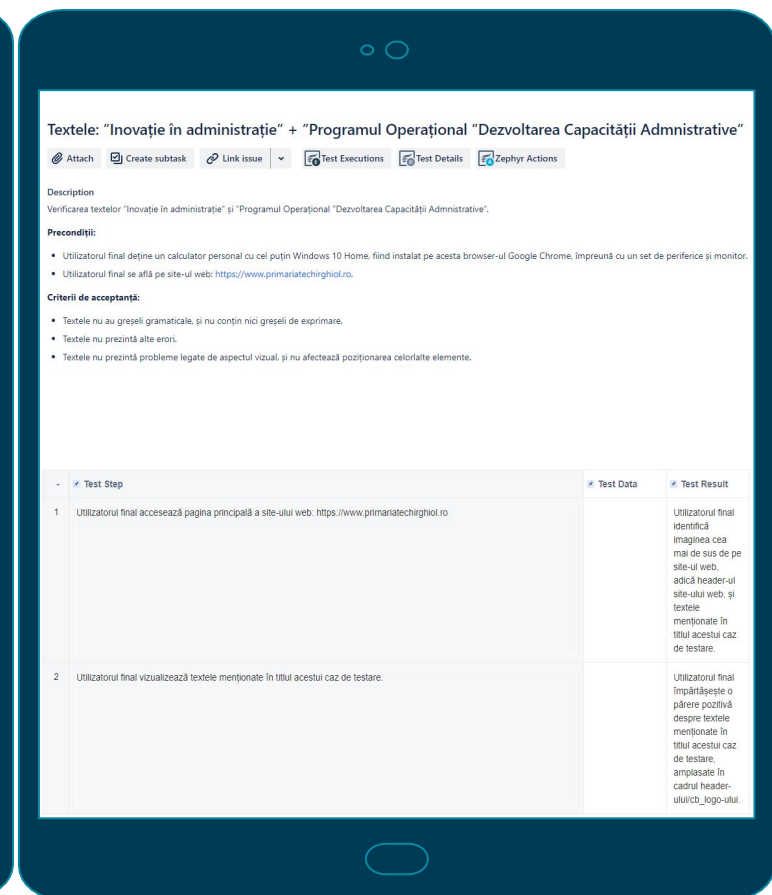 Textele: "Inovație în administrație" + "Programul Operațional "Dezvoltarea Capacității Admnistrative"
Attach Create subtask Link issue Test Executions Test Details Zephyr Actions
Description
Verificarea textelor "Inovație în administrație" și "Programul Operațional "Dezvoltarea Capacității Admnistrative".
Precondiții:
• Utilizatorul final deține un calculator personal cu cel puțin Windows 10 Home, fiind instalat pe acesta browser-ul Google Chrome, împreună cu un set de periferice și monitor.
• Utilizatorul final se află pe site-ul web: https://www.primariatechirghiol.ro.
Criterii de acceptanță:
• Textele nu au greșeli gramaticale, și nu conțin nici greșeli de exprimare.
• Textele nu prezintă alte erori.
• Textele nu prezintă probleme legate de aspectul vizual, și nu afectează poziționarea celorlalte elemente.
- Test Step Test Data Test Result
1 Utilizatorul final accesează pagina principală a site-ului web: https://www.primariatechirghiol.ro
Utilizatorul final
identifică
imaginea cea
mai de sus de pe
site-ul web,
adică header-ul
site-ului web, și
textele
menționate în
titlul acestui caz
de testare.
2 Utilizatorul final vizualizează textele menționate în titlul acestui caz de testare.
Utilizatorul final
împărtășește o
părere pozitivă
despre textele
menționate în
titlul acestui caz
de testare,
amplasate în
cadrul header-
ului/cb_logo-ului.